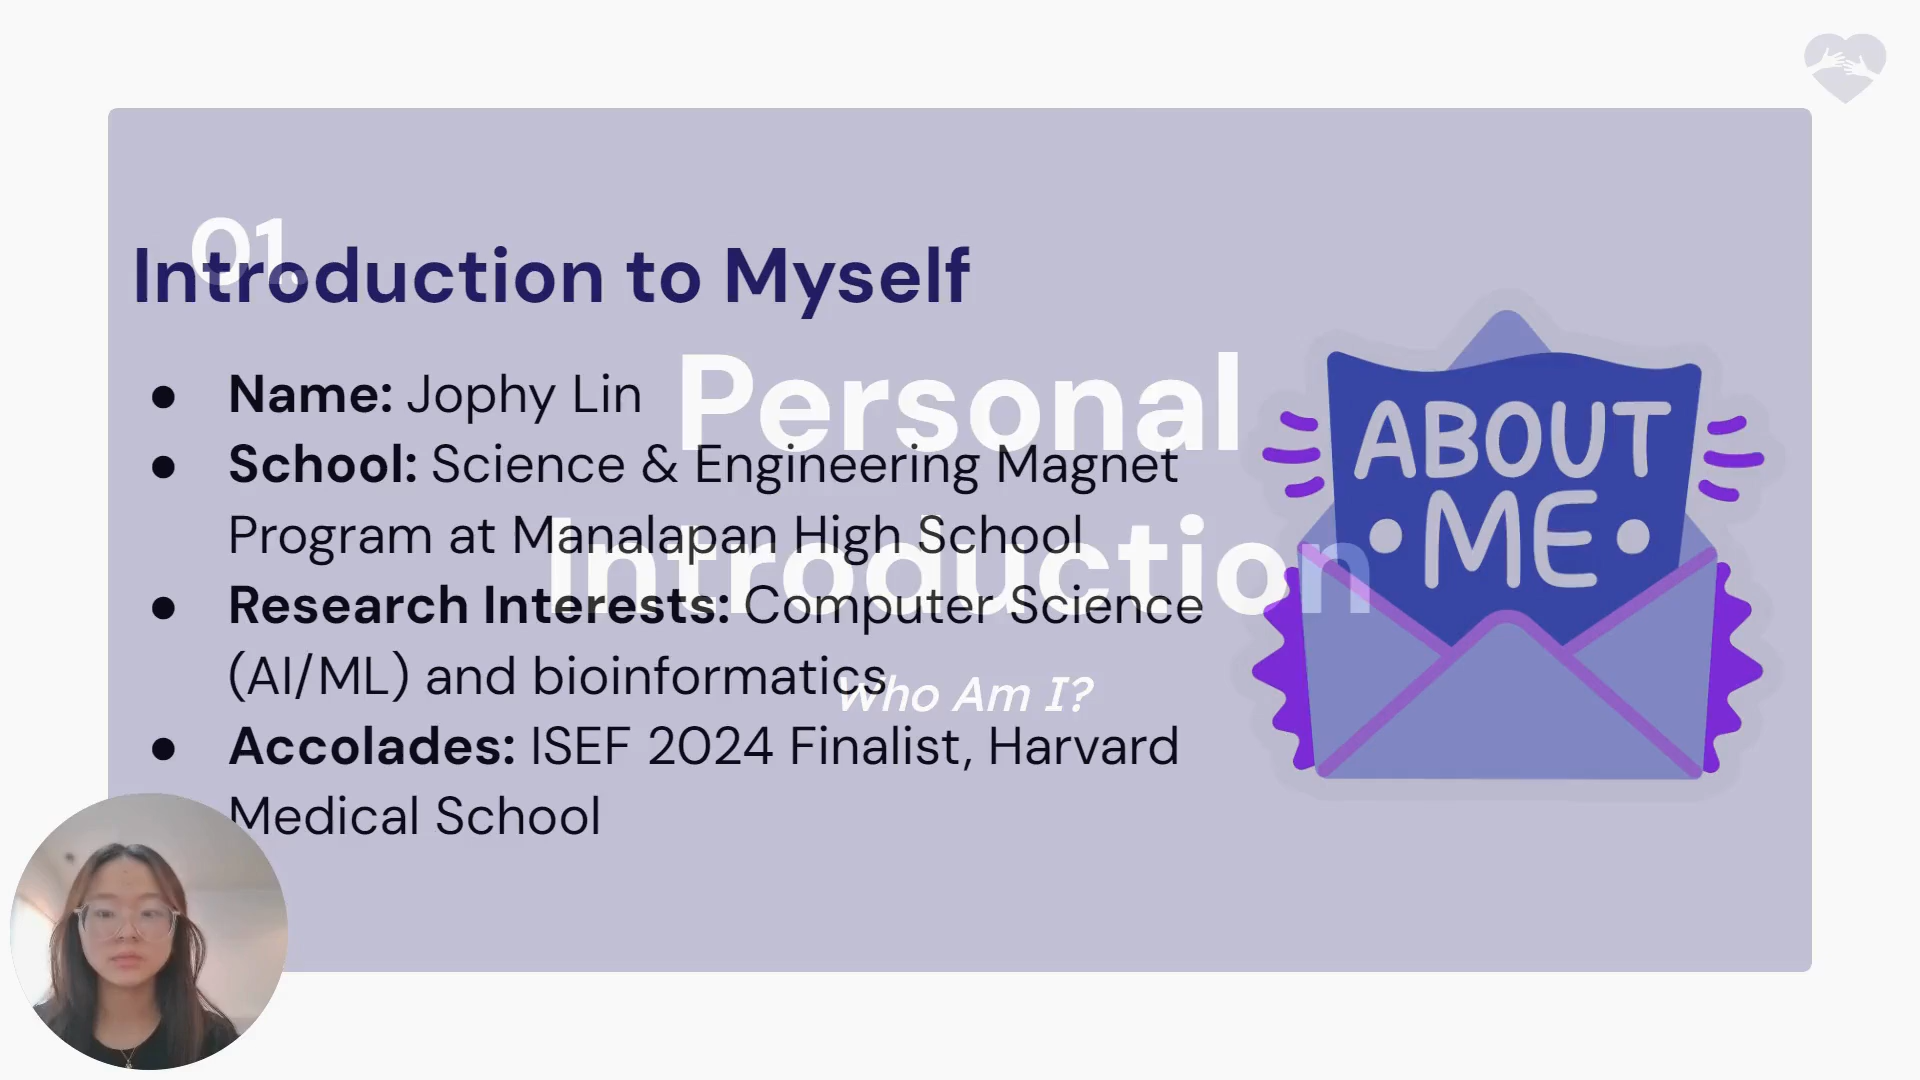 01.
Introduction to Myself
Personal
Introduction
Who Am I?
● Name: Jophy Lin
● School: Science & Engineering Magnet
Program at Manalapan High School
● Research Interests: Computer Science
(AI/ML) and bioinformatics
● Accolades: ISEF 2024 Finalist, Harvard
Medical School
ABOUT
• ME •